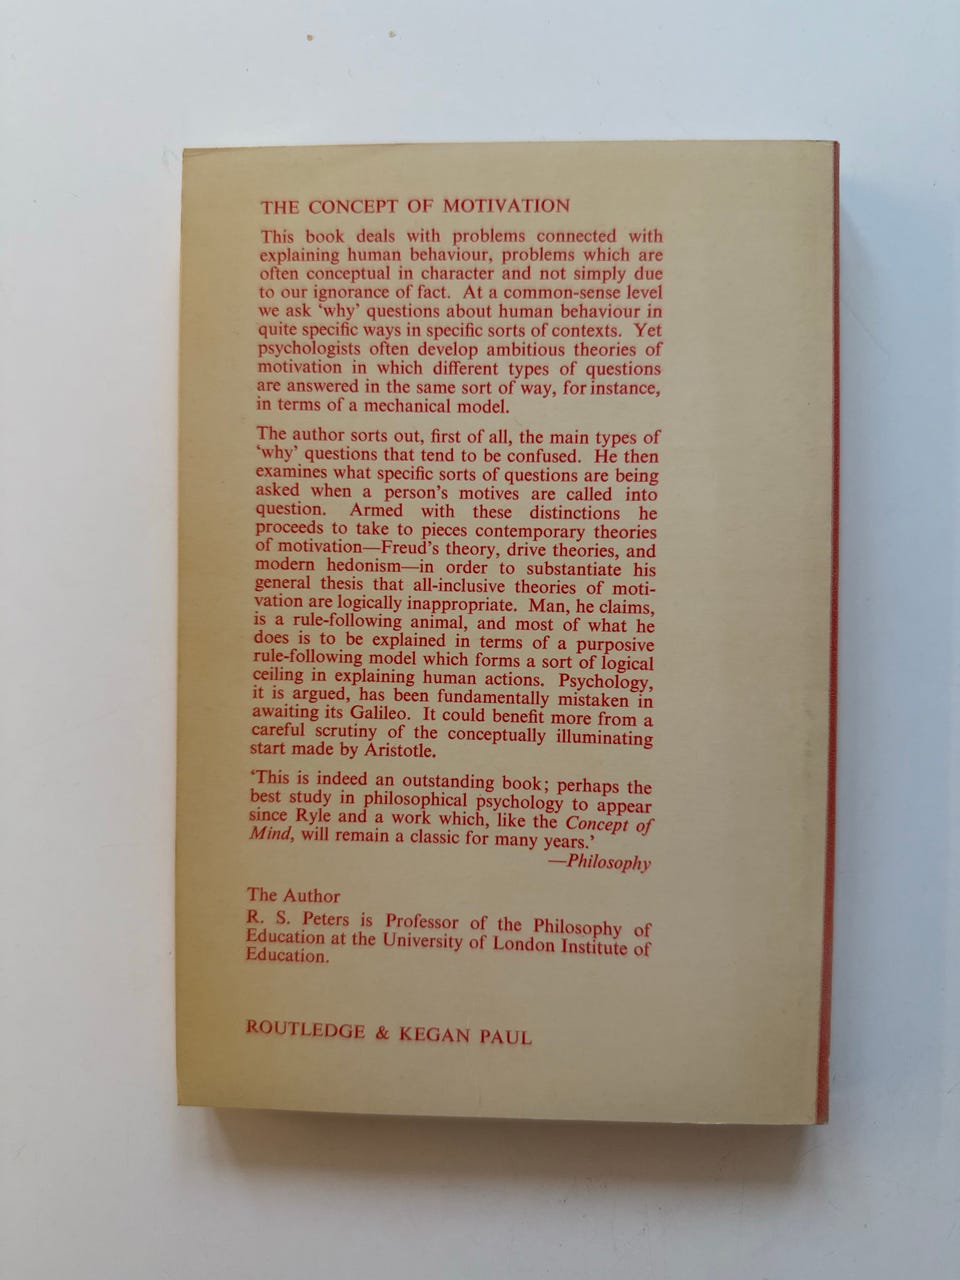 THE CONCEPT OF MOTIVATION
This book deals with problems connected with
explaining human behaviour, problems which are
often conceptual in character and not simply due
to our ignorance of fact. At a common-sense level
we ask ‘why’ questions about human behaviour in
quite specific ways in specific sorts of contexts. Yet
psychologists often develop ambitious theories of
motivation in which different types of questions
are answered in the same sort of way, for instance,
in terms of a mechanical model.
The author sorts out, first of all, the main types of
‘why’ questions that tend to be confused. He then
examines what specific sorts of questions are being
asked when a person’s motives are called into
question. Armed with these distinctions he
proceeds to take to pieces contemporary theories
of motivation—Freud’s theory, drive theories, and
modern hedonism—in order to substantiate his
general thesis that all-inclusive theories of moti-
vation are logically inappropriate. Man, he claims,
is a rule-following animal, and most of what he
does is to be explained in terms of a purposive
rule-following model which forms a sort of logical
ceiling in explaining human actions. Psychology,
it is argued, has been fundamentally mistaken in
awaiting its Galileo. It could benefit more from a
careful scrutiny of the conceptually illuminating
start made by Aristotle.
‘This is indeed an outstanding book; perhaps the
best study in philosophical psychology to appear
since Ryle and a work which, like the Concept of
Mind, will remain a classic for many years.’
—Philosophy
The Author
R. S. Peters is Professor of the Philosophy of
Education at the University of London Institute of
Education.
ROUTLEDGE & KEGAN PAUL